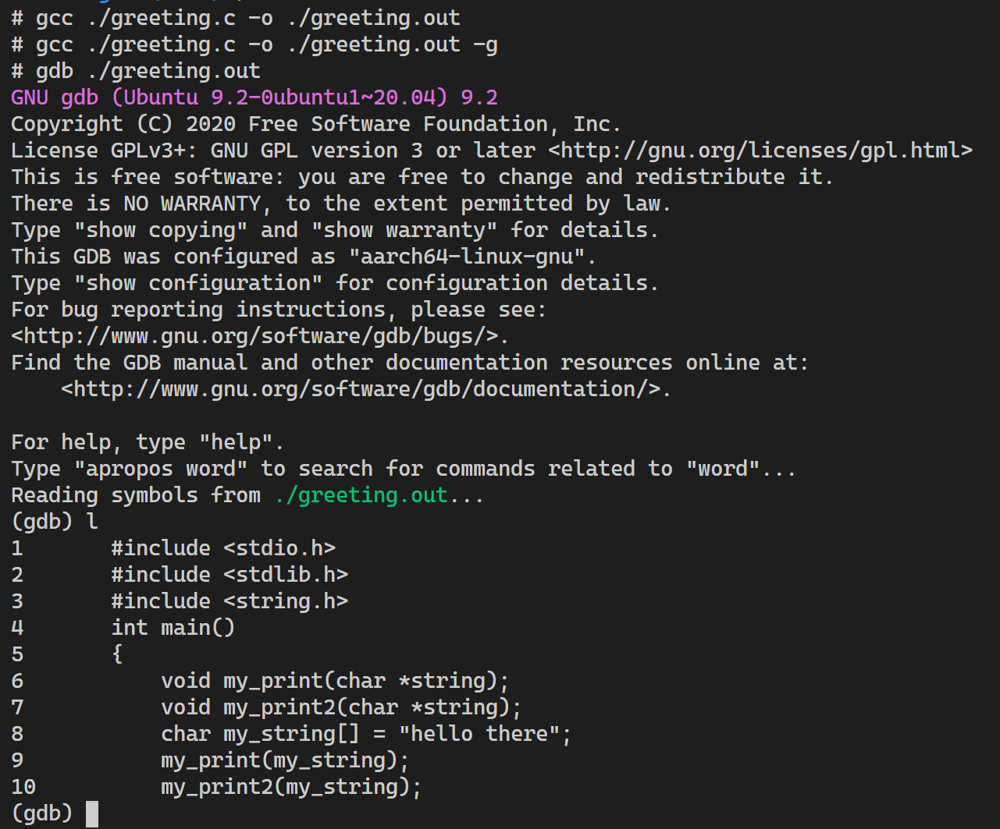 # gcc ./greeting.c -o ./greeting.out
# gcc ./greeting.c -o ./greeting.out -g
# gdb ./greeting.out
GNU gdb (Ubuntu 9.2-0ubuntu1~20.04) 9.2
Copyright (C) 2020 Free Software Foundation, Inc.
License GPLv3+: GNU GPL version 3 or later <http://gnu.org/licenses/gpl.html>
This is free software: you are free to change and redistribute it.
There is NO WARRANTY, to the extent permitted by law.
Type "show copying" and "show warranty" for details.
This GDB was configured as "aarch64-linux-gnu".
Type "show configuration" for configuration details.
For bug reporting instructions, please see:
<http://www.gnu.org/software/gdb/bugs/>.
Find the GDB manual and other documentation resources online at:
    <http://www.gnu.org/software/gdb/documentation/>.

For help, type "help".
Type "apropos word" to search for commands related to "word"...
Reading symbols from ./greeting.out...
(gdb) l
1       #include <stdio.h>
2       #include <stdlib.h>
3       #include <string.h>
4       int main()
5       {
6           void my_print(char *string);
7           void my_print2(char *string);
8           char my_string[] = "hello there";
9           my_print(my_string);
10          my_print2(my_string);
(gdb)